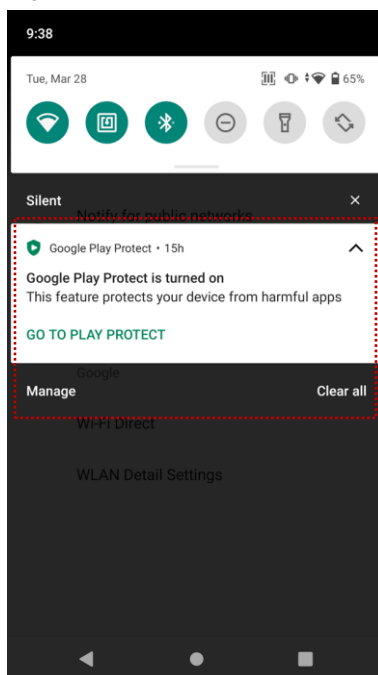 9:38
Tue, Mar 28
65%
Silent
Notify for public networks
Google Play Protect • 15h
Google Play Protect is turned on
This feature protects your device from harmful apps
GO TO PLAY PROTECT
Google
Manage
Clear all
Wi-Fi Direct
WLAN Detail Settings